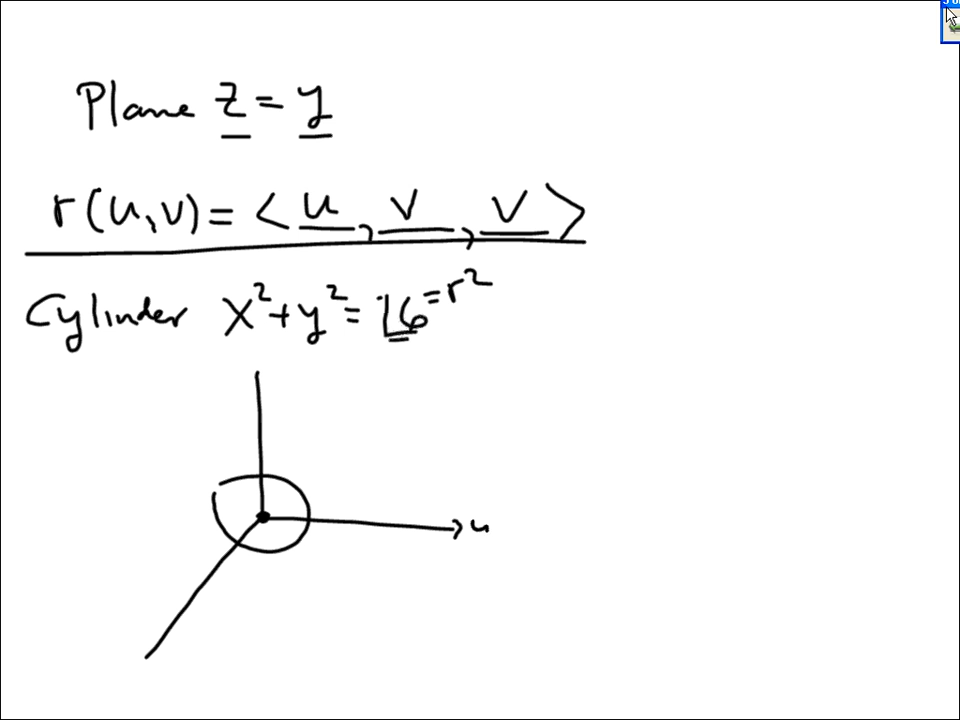 Plane z = y
r(u,v) = <u, v, v>
Cylinder x² + y² = 16 = r²
u